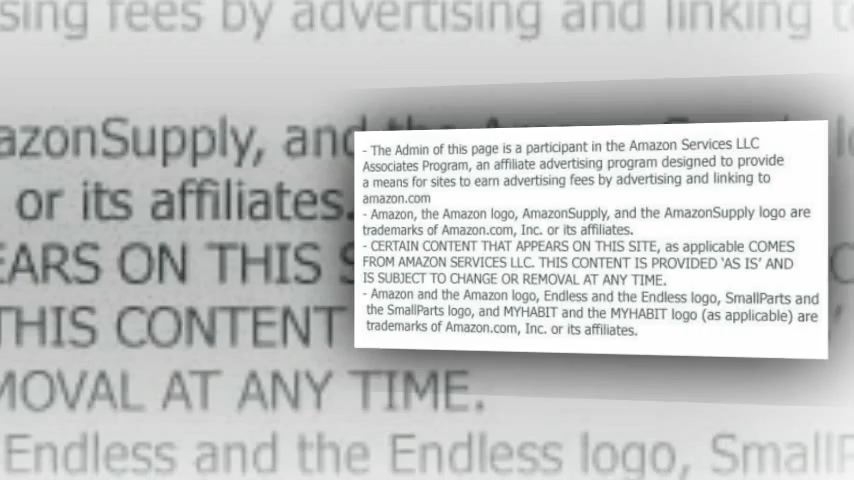 sing fees by advertising and linking t
azonSupply, and the
or its affiliates.
EARS ON THIS S
THIS CONTENT
MOVAL AT ANY TIME.
Endless and the Endless logo, SmallP
- The Admin of this page is a participant in the Amazon Services LLC
Associates Program, an affiliate advertising program designed to provide
a means for sites to earn advertising fees by advertising and linking to
amazon.com
- Amazon, the Amazon logo, AmazonSupply, and the AmazonSupply logo are
trademarks of Amazon.com, Inc. or its affiliates.
- CERTAIN CONTENT THAT APPEARS ON THIS SITE, as applicable COMES
FROM AMAZON SERVICES LLC. THIS CONTENT IS PROVIDED 'AS IS' AND
IS SUBJECT TO CHANGE OR REMOVAL AT ANY TIME.
- Amazon and the Amazon logo, Endless and the Endless logo, SmallParts and
the SmallParts logo, and MYHABIT and the MYHABIT logo (as applicable) are
trademarks of Amazon.com, Inc. or its affiliates.